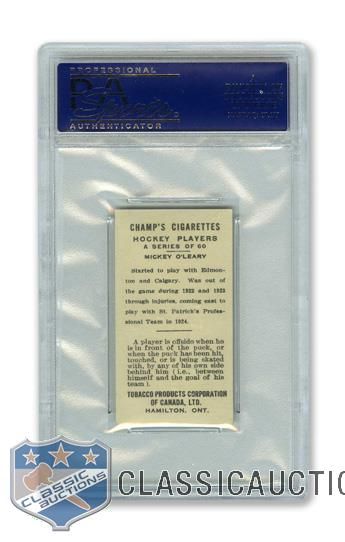 PROFESSIONAL
PSA
Sports
AUTHENTICATOR
CHAMP'S CIGARETTES
HOCKEY PLAYERS
A SERIES OF 60
MICKEY O'LEARY
Started to play with Edmon-
ton and Calgary. Was out
of the game during 1922 and 1923
through injuries, coming east to
play with St. Patrick's Profes-
sional Team in 1924.
A player is offside when he
is in front of the puck, or
when the puck has been hit,
touched, or is being skated
with, by any of his own side
behind him (i.e., between
himself and the goal of his
team).
TOBACCO PRODUCTS CORPORATION
OF CANADA, LTD.
HAMILTON, ONT.
CLASSIC
AUCTIONS
CLASSICAUCTIO